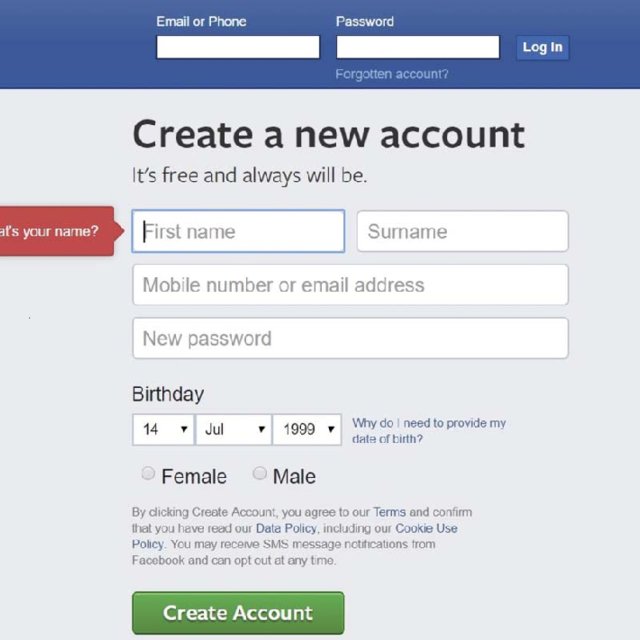 Email or Phone
Password
Log In
Forgotten account?
Create a new account
It's free and always will be.
at's your name?
First name
Surname
Mobile number or email address
New password
Birthday
14
Jul
1999
Why do I need to provide my
date of birth?
Female
Male
By clicking Create Account, you agree to our Terms and confirm
that you have read our Data Policy, including our Cookie Use
Policy. You may receive SMS message notifications from
Facebook and can opt out at any time.
Create Account